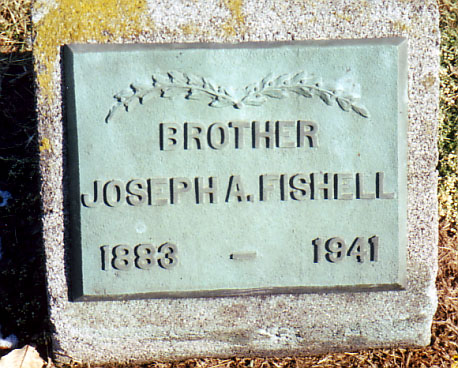 BROTHER
JOSEPH A. FISHELL
1883 - 1941